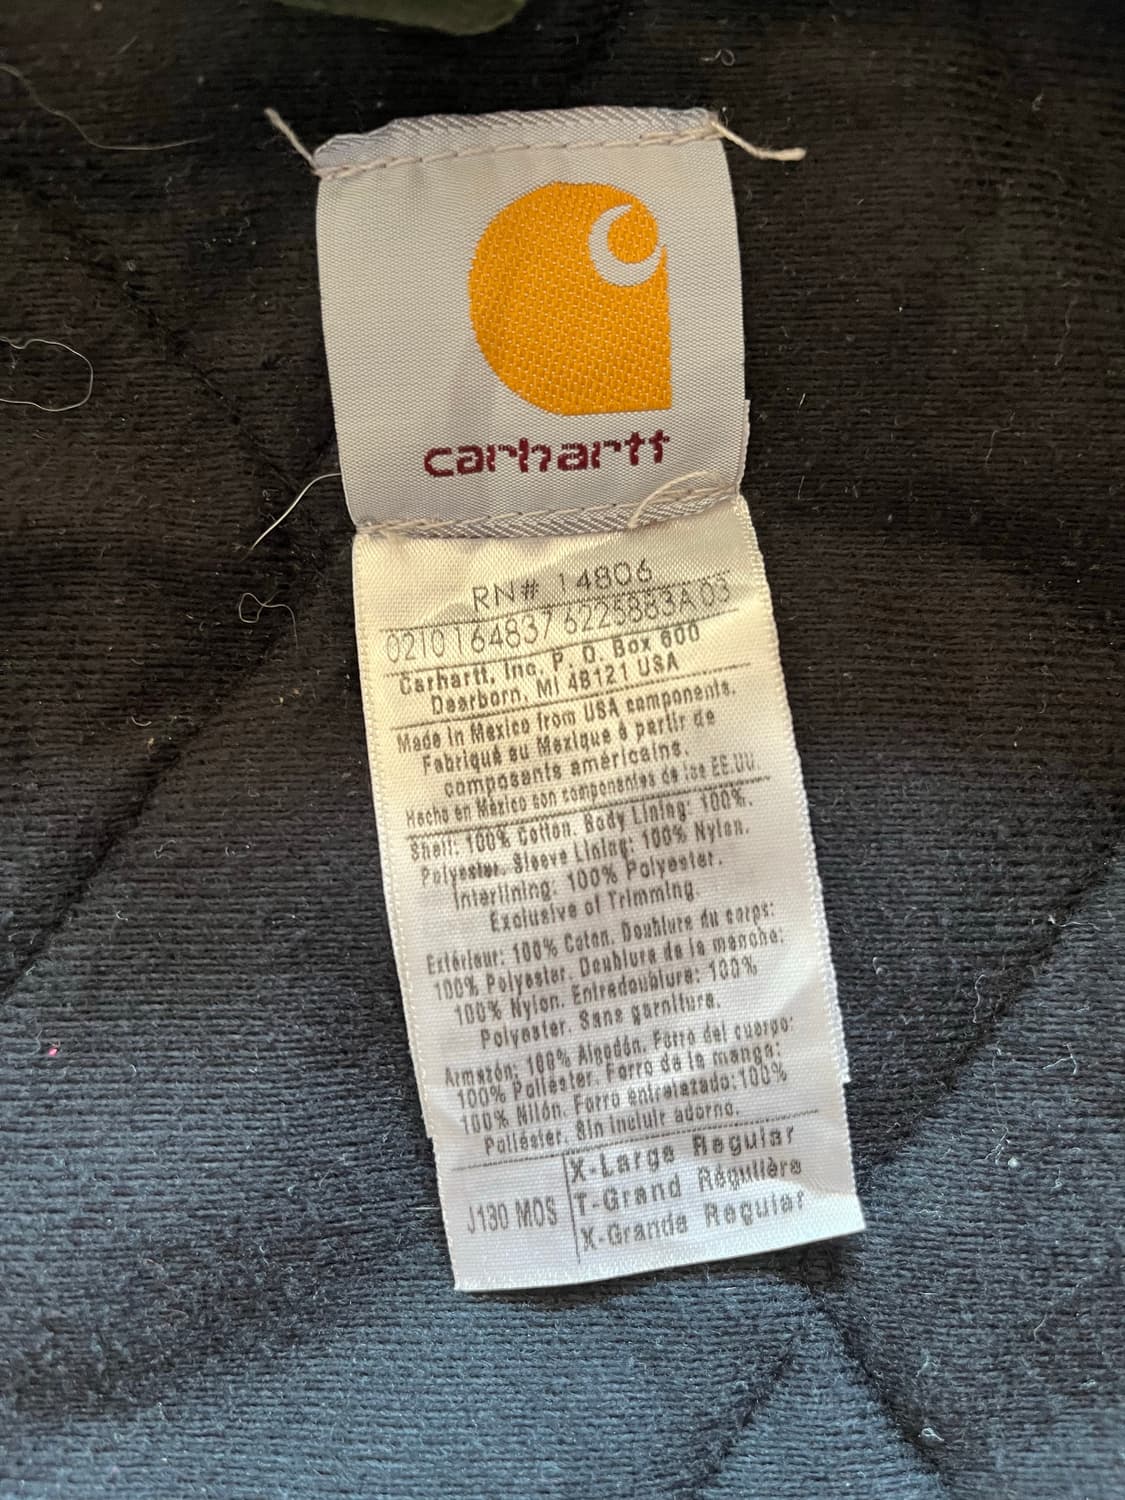 carhartt
RN# 14806
0210 164837 6225883A 03
Carhartt, Inc. P. O. Box 600
Dearborn, MI 48121 USA
Made in Mexico from USA components.
Fabriqué au Mexique à partir de
composants américains.
Hecho en México con componentes de los EE.UU.
Shell: 100% Cotton. Body Lining: 100%.
Polyester. Sleeve Lining: 100% Nylon.
Interlining: 100% Polyester.
Exclusive of Trimming.
Extérieur: 100% Coton. Doublure du corps:
100% Polyester. Doublure de la manche:
100% Nylon. Entredoublure: 100%
Polyester. Sans garniture.
Armazón: 100% Algodón. Forro del cuerpo:
100% Poliéster. Forro de la manga:
100% Nilón. Forro entrelazado: 100%
Poliéster. Sin incluir adorno.
J130 MOS
X-Large Regular
T-Grand Régulière
X-Grande Regular